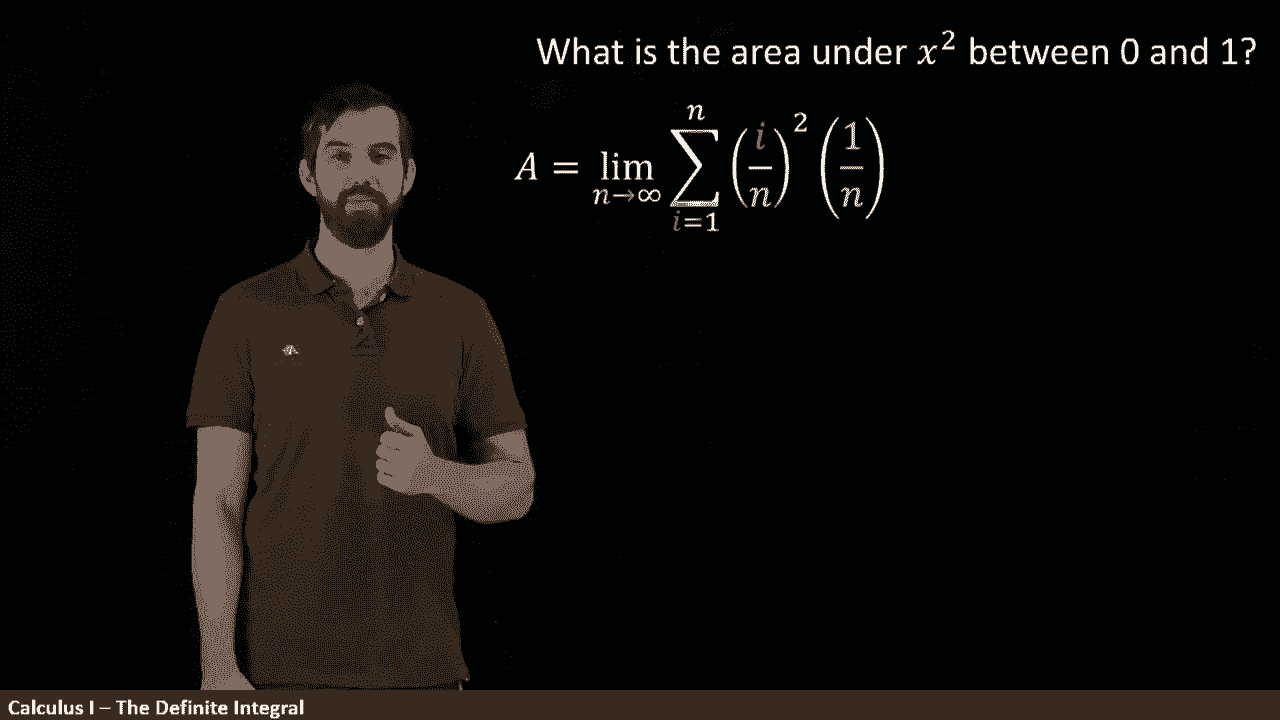 What is the area under $x^2$ between 0 and 1?
$A = \lim_{n \to \infty} \sum_{i=1}^{n} \left(\frac{i}{n}\right)^2 \left(\frac{1}{n}\right)$
Calculus I – The Definite Integral